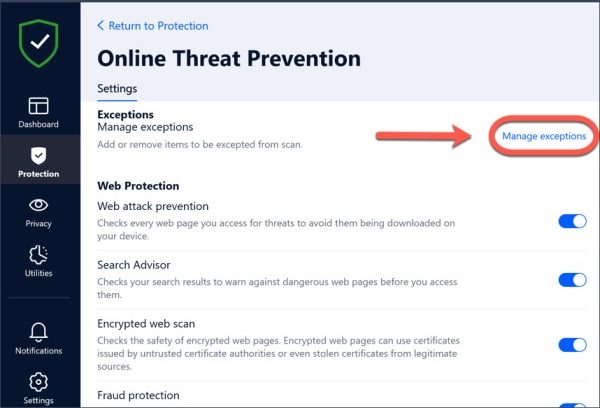 Return to Protection
Online Threat Prevention
Settings
Exceptions
Manage exceptions
Add or remove items to be excepted from scan.
Manage exceptions
Web Protection
Web attack prevention
Checks every web page you access for threats to avoid them being downloaded on
your device.
Search Advisor
Checks your search results to warn against dangerous web pages before you access
them.
Encrypted web scan
Checks the safety of encrypted web pages. Encrypted web pages can use certificates
issued by untrusted certificate authorities or even stolen certificates from legitimate
sources.
Fraud protection
Dashboard
Protection
Privacy
Utilities
Notifications
Settings